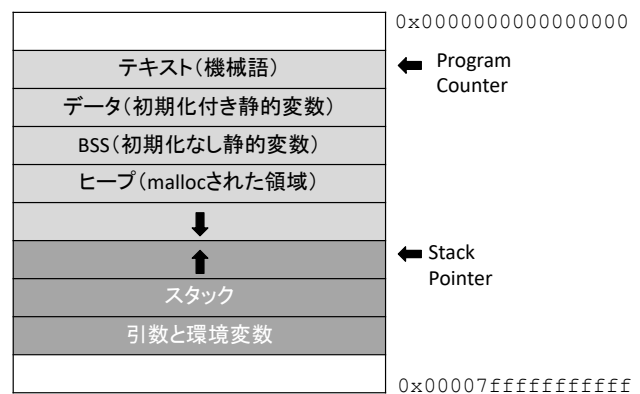 0x0000000000000000
テキスト(機械語)
Program
Counter
データ(初期化付き静的変数)
BSS(初期化なし静的変数)
ヒープ(mallocされた領域)
Stack
Pointer
スタック
引数と環境変数
0x00007fffffffffff